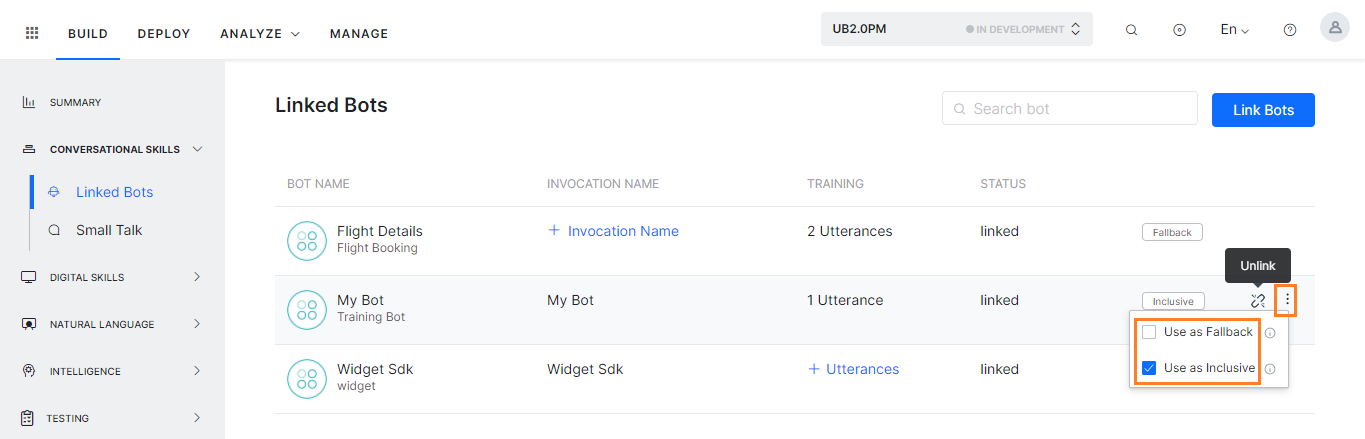 BUILD DEPLOY ANALYZE MANAGE UB2.0PM IN DEVELOPMENT En
SUMMARY
CONVERSATIONAL SKILLS
Linked Bots
Small Talk
DIGITAL SKILLS
NATURAL LANGUAGE
INTELLIGENCE
TESTING
Linked Bots Search bot Link Bots
BOT NAME INVOCATION NAME TRAINING STATUS
Flight Details + Invocation Name 2 Utterances linked Fallback
Flight Booking
Unlink
My Bot My Bot 1 Utterance linked Inclusive
Training Bot
Use as Fallback
Use as Inclusive
Widget Sdk Widget Sdk + Utterances linked
widget